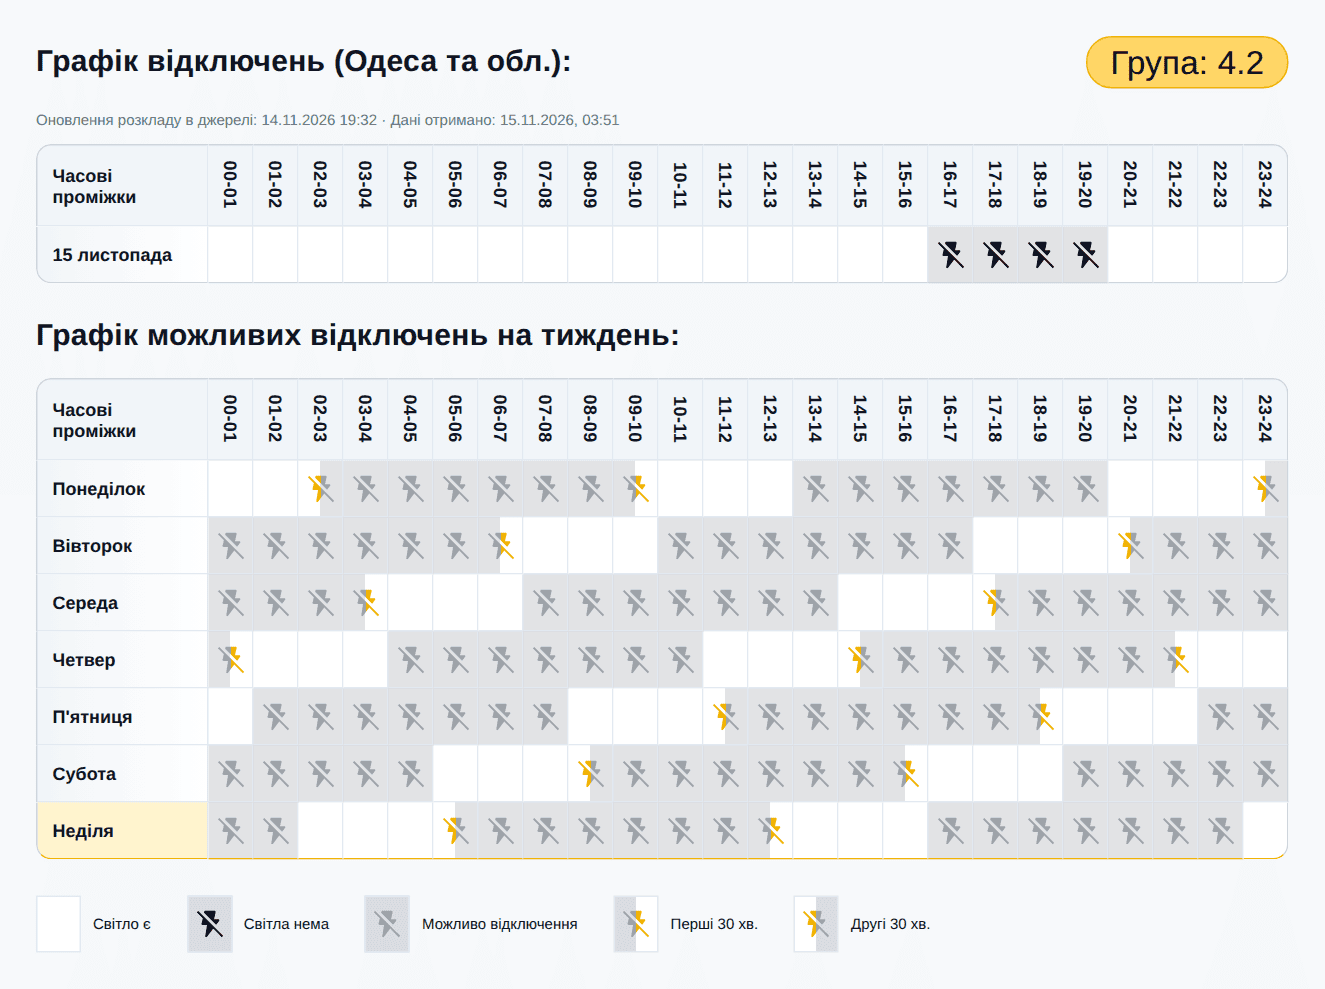 Графік відключень (Одеса та обл.):
Група: 4.2
Оновлення розкладу в джерелі: 14.11.2026 19:32 · Дані отримано: 15.11.2026, 03:51
Часові
проміжки
00-01 01-02 02-03 03-04 04-05 05-06 06-07 07-08 08-09 09-10 10-11 11-12 12-13 13-14 14-15 15-16 16-17 17-18 18-19 19-20 20-21 21-22 22-23 23-24
15 листопада
Графік можливих відключень на тиждень:
Часові
проміжки
00-01 01-02 02-03 03-04 04-05 05-06 06-07 07-08 08-09 09-10 10-11 11-12 12-13 13-14 14-15 15-16 16-17 17-18 18-19 19-20 20-21 21-22 22-23 23-24
Понеділок
Вівторок
Середа
Четвер
П'ятниця
Субота
Неділя
Світло є
Світла нема
Можливо відключення
Перші 30 хв.
Другі 30 хв.